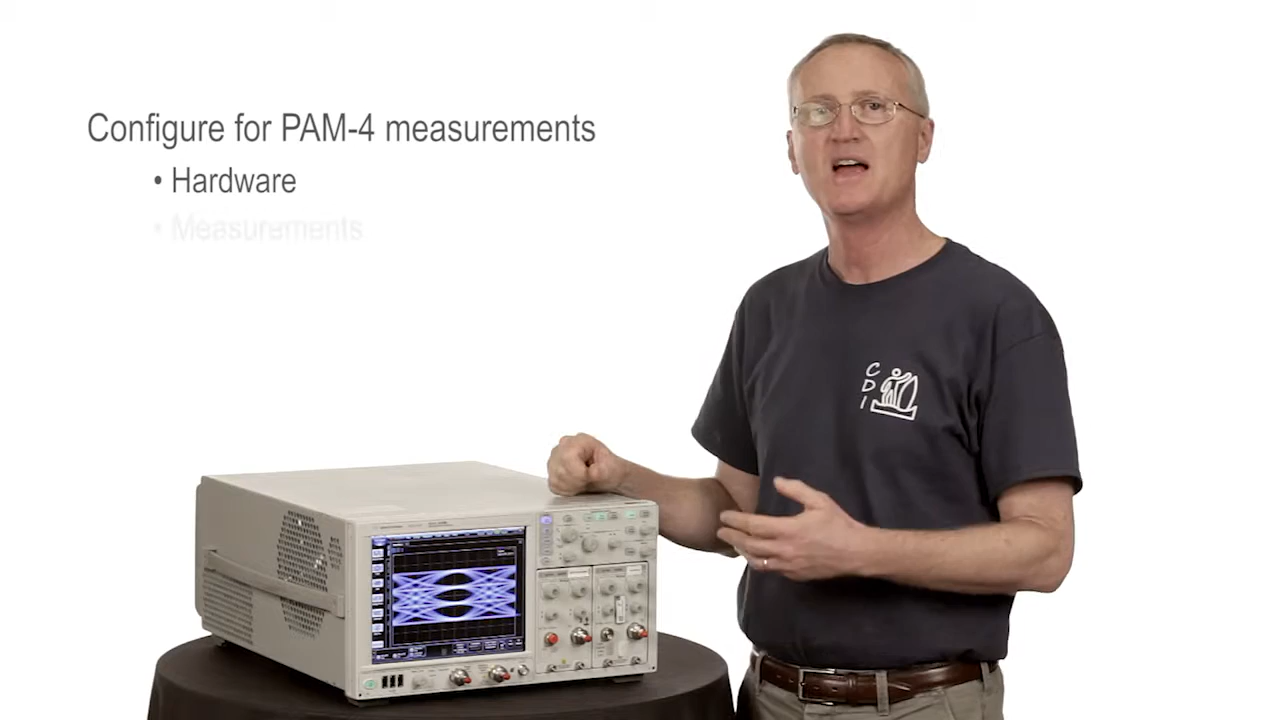 Configure for PAM-4 measurements
• Hardware
• Measurements
C
D
I